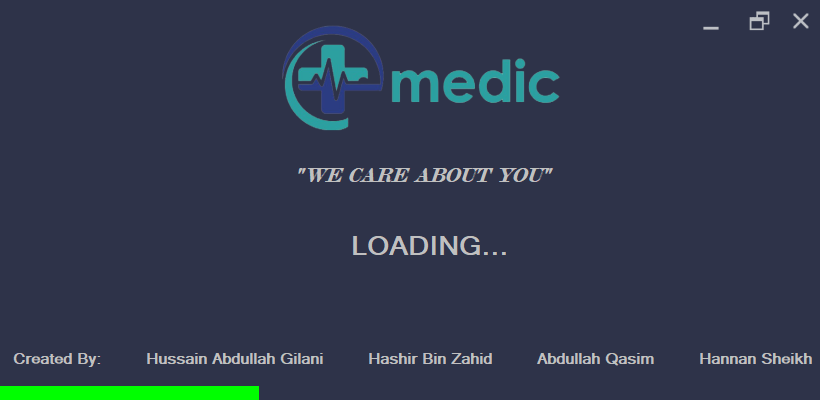 medic
"WE CARE ABOUT YOU"
LOADING...
Created By: Hussain Abdullah Gilani Hashir Bin Zahid Abdullah Qasim Hannan Sheikh